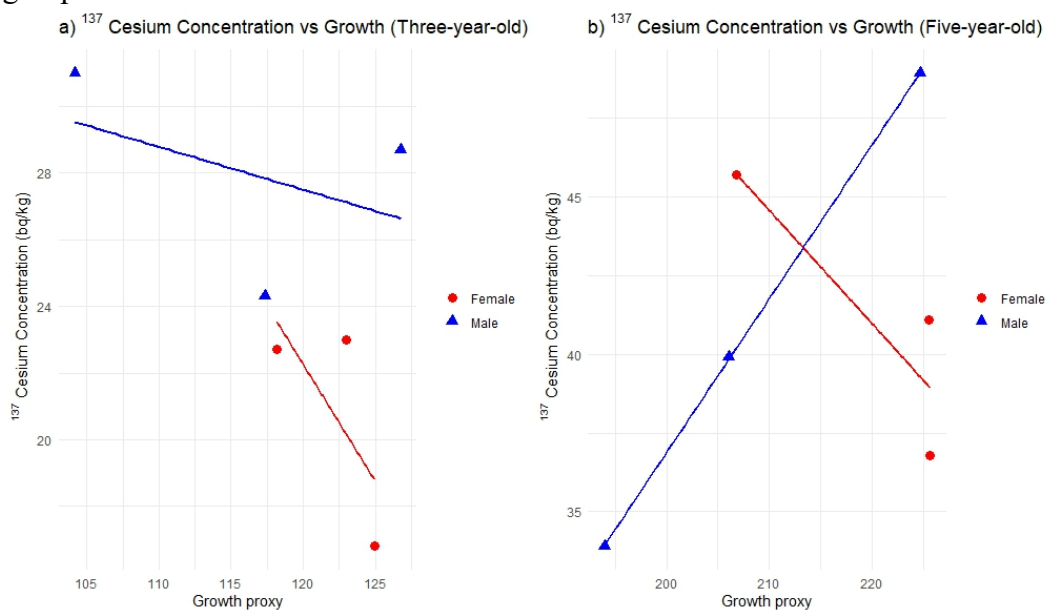 a) ¹³⁷ Cesium Concentration vs Growth (Three-year-old)
¹³⁷ Cesium Concentration (bq/kg)
28
24
20
105 110 115 120 125
Growth proxy
Female
Male
b) ¹³⁷ Cesium Concentration vs Growth (Five-year-old)
¹³⁷ Cesium Concentration (bq/kg)
45
40
35
200 210 220
Growth proxy
Female
Male